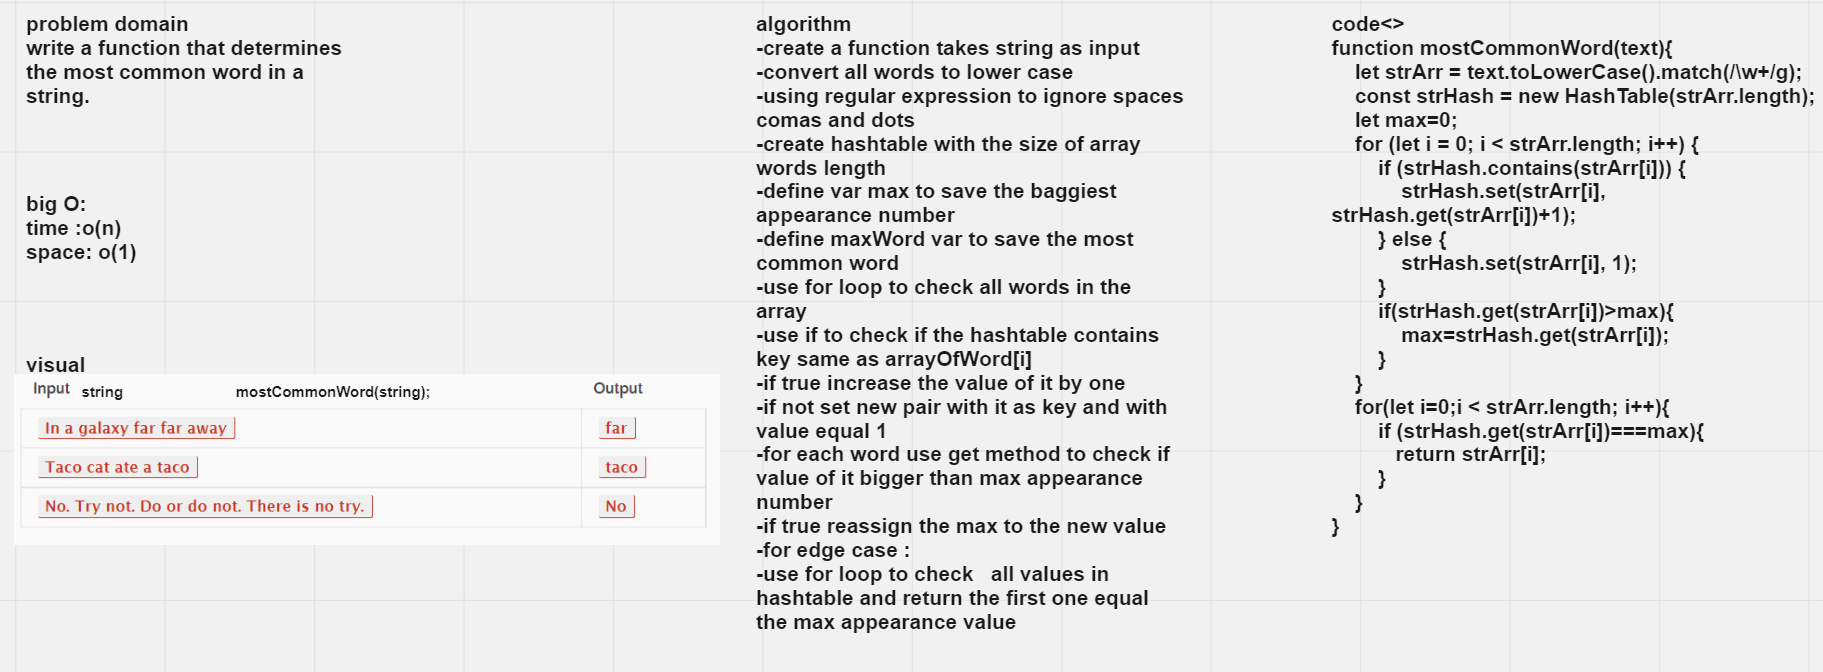 problem domain
write a function that determines
the most common word in a
string.
big O:
time :o(n)
space: o(1)
visual
Input string mostCommonWord(string); Output
In a galaxy far far away far
Taco cat ate a taco taco
No. Try not. Do or do not. There is no try. No
algorithm
-create a function takes string as input
-convert all words to lower case
-using regular expression to ignore spaces
comas and dots
-create hashtable with the size of array
words length
-define var max to save the baggiest
appearance number
-define maxWord var to save the most
common word
-use for loop to check all words in the
array
-use if to check if the hashtable contains
key same as arrayOfWord[i]
-if true increase the value of it by one
-if not set new pair with it as key and with
value equal 1
-for each word use get method to check if
value of it bigger than max appearance
number
-if true reassign the max to the new value
-for edge case :
-use for loop to check   all values in
hashtable and return the first one equal
the max appearance value
code<>
function mostCommonWord(text){
    let strArr = text.toLowerCase().match(/\w+/g);
    const strHash = new HashTable(strArr.length);
    let max=0;
    for (let i = 0; i < strArr.length; i++) {
        if (strHash.contains(strArr[i])) {
            strHash.set(strArr[i],
strHash.get(strArr[i])+1);
        } else {
            strHash.set(strArr[i], 1);
        }
        if(strHash.get(strArr[i])>max){
            max=strHash.get(strArr[i]);
        }
    }
    for(let i=0;i < strArr.length; i++){
        if (strHash.get(strArr[i])===max){
           return strArr[i];
        }
    }
}